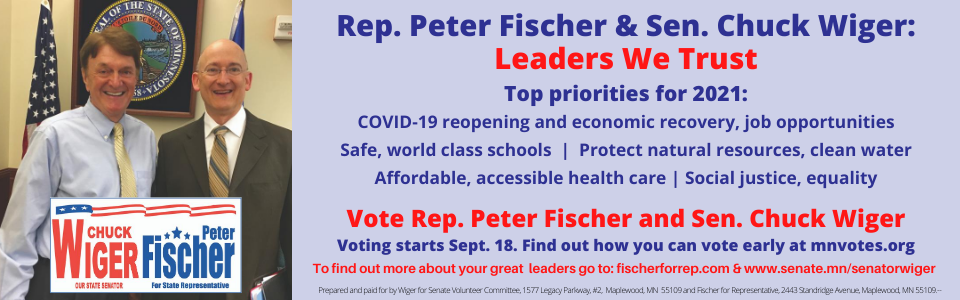 Rep. Peter Fischer & Sen. Chuck Wiger:
Leaders We Trust
Top priorities for 2021:
COVID-19 reopening and economic recovery, job opportunities
Safe, world class schools | Protect natural resources, clean water
Affordable, accessible health care | Social justice, equality
Vote Rep. Peter Fischer and Sen. Chuck Wiger
Voting starts Sept. 18. Find out how you can vote early at mnvotes.org
To find out more about your great leaders go to: fischerforrep.com & www.senate.mn/senatorwiger
Prepared and paid for by Wiger for Senate Volunteer Committee, 1577 Legacy Parkway, #2, Maplewood, MN 55109 and Fischer for Representative, 2443 Standridge Avenue, Maplewood, MN 55109.~
OF MINNESOTA
CHUCK
WIGER
OUR STATE SENATOR
Peter
Fischer
For State Representative